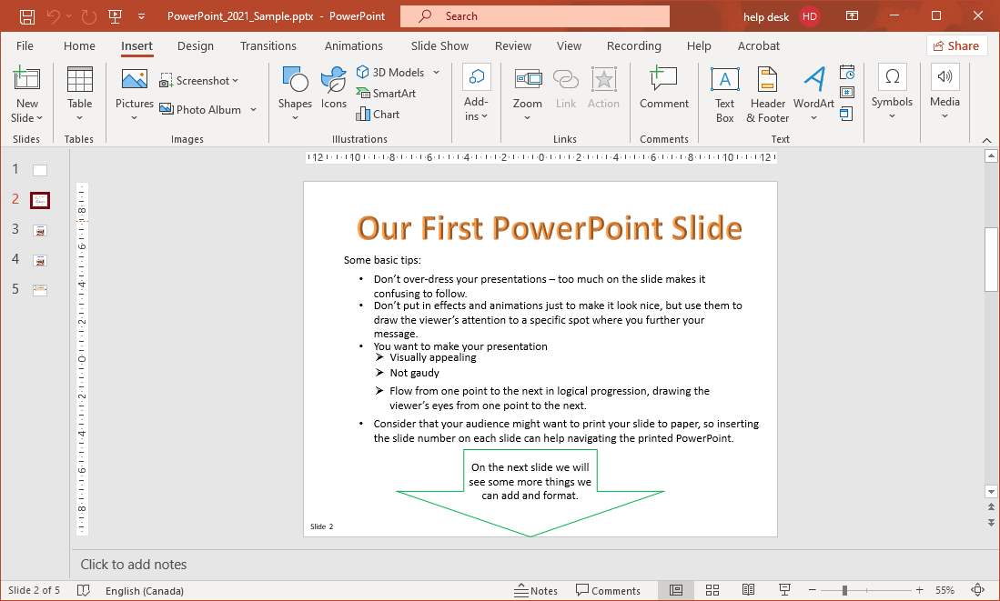 PowerPoint_2021_Sample.pptx - PowerPoint
Search
help desk HD
File Home Insert Design Transitions Animations Slide Show Review View Recording Help Acrobat Share
New Slide
Table
Pictures
Screenshot
Photo Album
Shapes
Icons
3D Models
SmartArt
Chart
Add-ins
Zoom
Link
Action
Comment
Text Box
Header & Footer
WordArt
Symbols
Media
Slides Tables Images Illustrations Links Comments Text
12 10 8 6 4 2 0 2 4 6 8 10 12
1
2
3
4
5
8
6
4
2
0
2
4
6
8
Our First PowerPoint Slide
Some basic tips:
• Don’t over-dress your presentations – too much on the slide makes it
confusing to follow.
• Don’t put in effects and animations just to make it look nice, but use them to
draw the viewer’s attention to a specific spot where you further your
message.
• You want to make your presentation
➢ Visually appealing
➢ Not gaudy
➢ Flow from one point to the next in logical progression, drawing the
viewer’s eyes from one point to the next.
• Consider that your audience might want to print your slide to paper, so inserting
the slide number on each slide can help navigating the printed PowerPoint.
On the next slide we will
see some more things we
can add and format.
Slide 2
Click to add notes
Slide 2 of 5 English (Canada) Notes Comments 55%